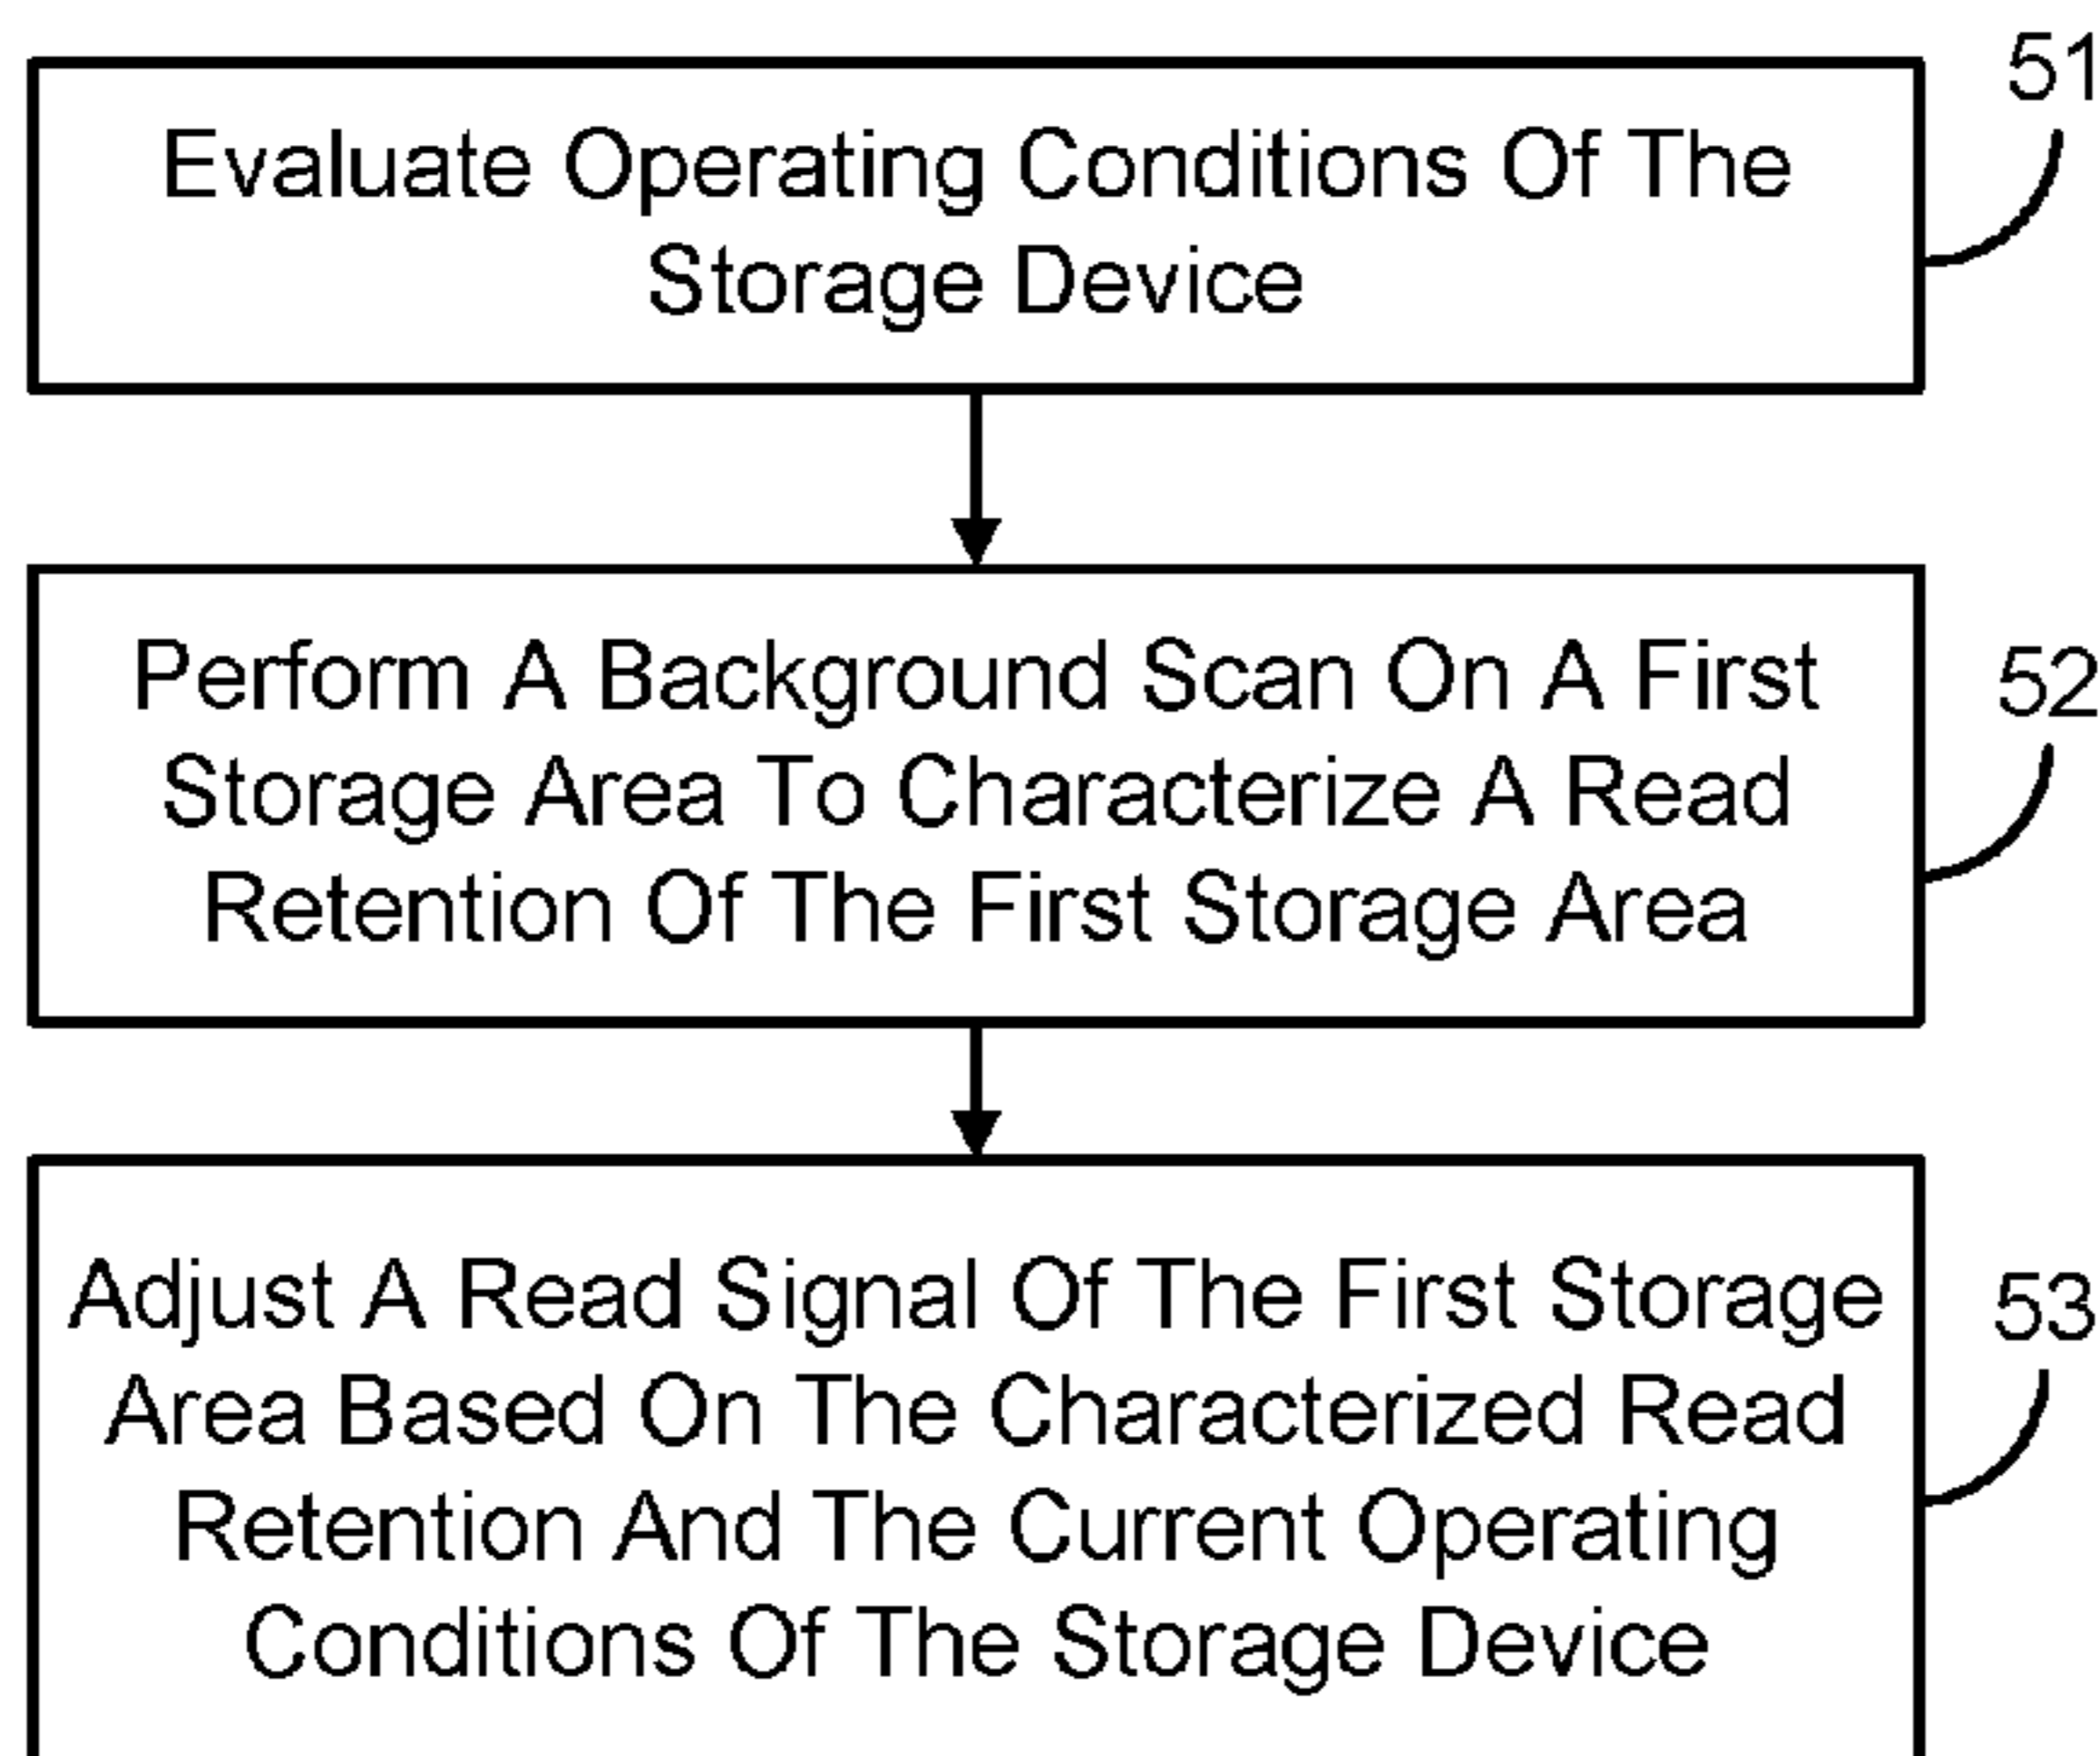 51
Evaluate Operating Conditions Of The
Storage Device
52
Perform A Background Scan On A First
Storage Area To Characterize A Read
Retention Of The First Storage Area
53
Adjust A Read Signal Of The First Storage
Area Based On The Characterized Read
Retention And The Current Operating
Conditions Of The Storage Device